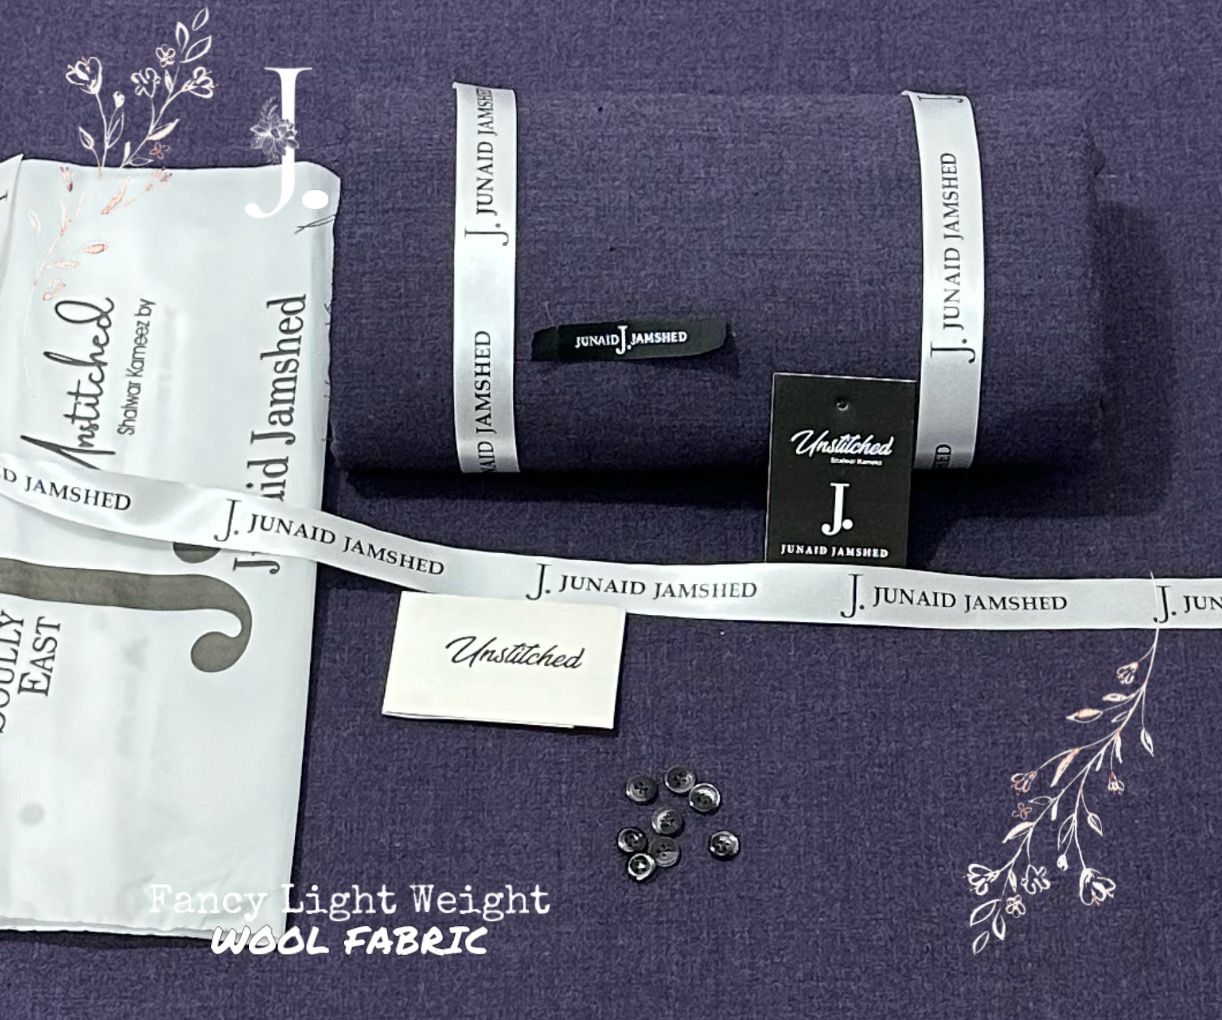 J.
J. JUNAID JAMSHED
JAMSHED
J. JUNAID JAMSHED
JUNAID J. JAMSHED
Unstitched
Shalwar Kameez by
Junaid Jamshed
Unstitched
Shalwar Kameez
J.
JUNAID JAMSHED
JAMSHED J. JUNAID JAMSHED J. JUNAID JAMSHED J. JUNAID JAMSHED J.
SOULLY
EAST
Unstitched
Fancy Light Weight
WOOL FABRIC